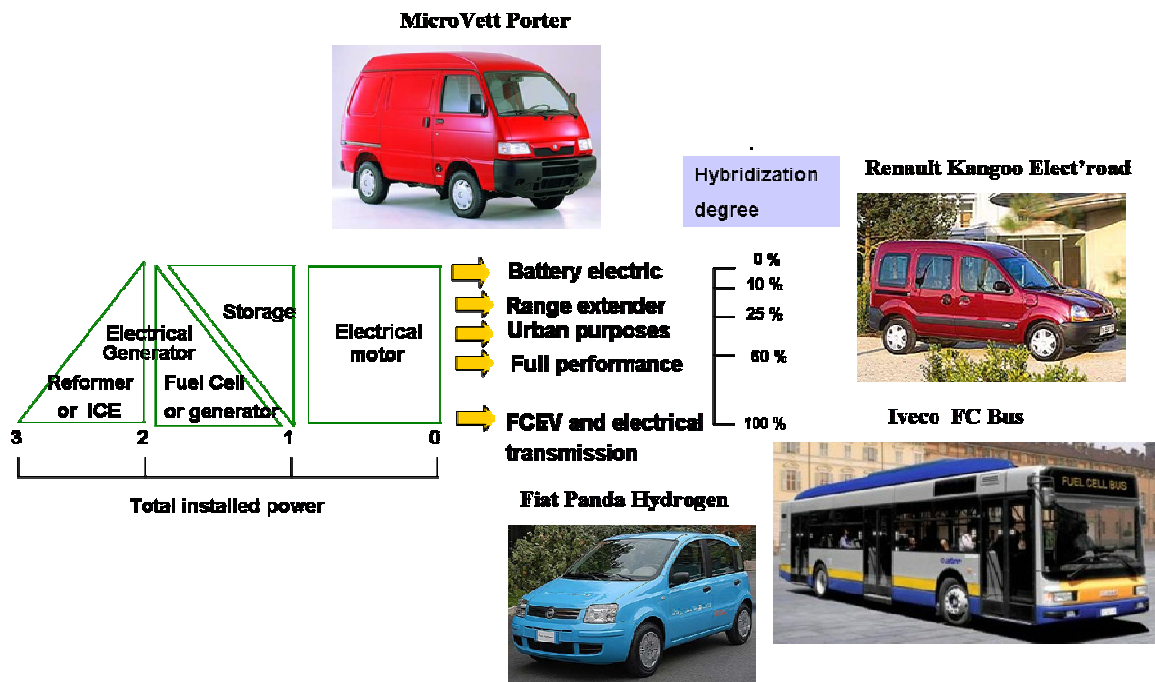 MicroVett Porter
Hybridization
degree
Renault Kangoo Elect'road
Battery electric
Range extender
Urban purposes
Full performance
FCEV and electrical
transmission
0 %
10 %
25 %
60 %
100 %
Storage
Electrical
Generator
Electrical
motor
Reformer
or ICE
Fuel Cell
or generator
3
2
1
0
Total installed power
Iveco FC Bus
FUEL CELL BUS
Fiat Panda Hydrogen